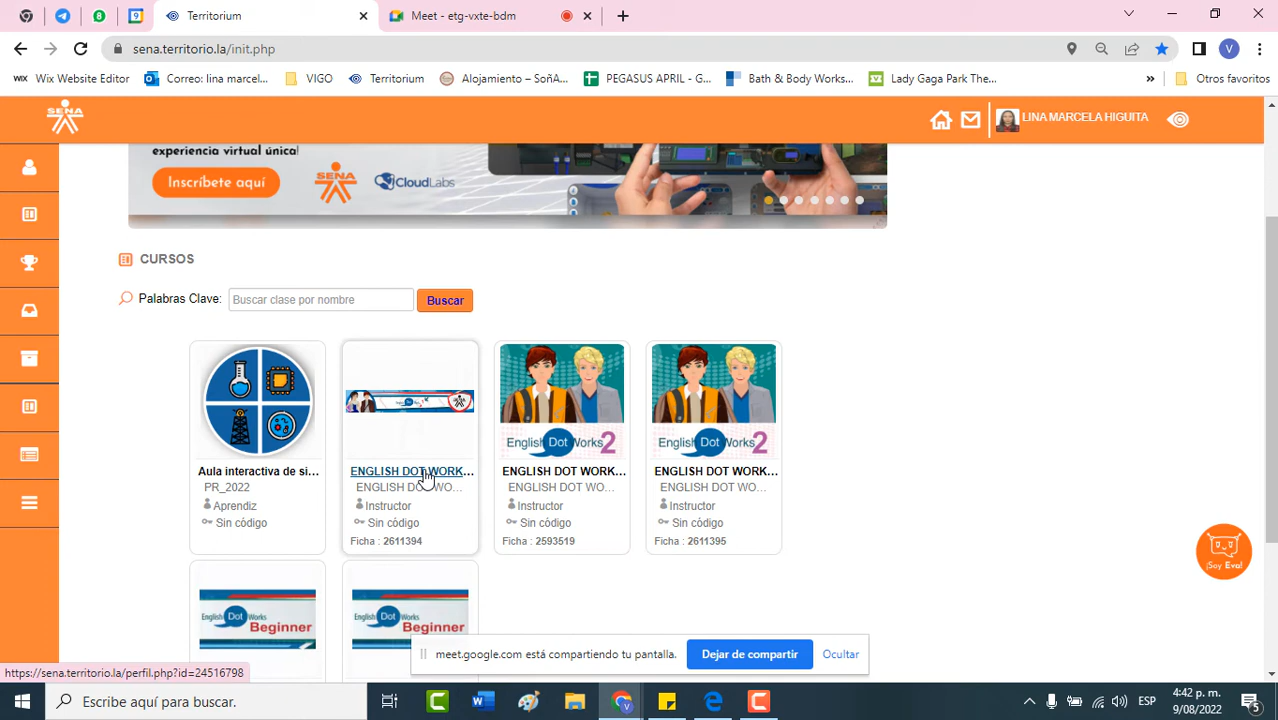 Territorium
Meet - etg-vxte-bdm
sena.territorio.la/init.php
Wix Website Editor
Correo: lina marcel...
VIGO
Territorium
Alojamiento – SoñA...
PEGASUS APRIL - G...
Bath & Body Works...
Lady Gaga Park The...
»
Otros favoritos
SENA
LINA MARCELA HIGUITA
experiencia virtual única!
Inscríbete aquí
SENA
CloudLabs
CURSOS
Palabras Clave:
Buscar clase por nombre
Buscar
English Dot Works 2
English Dot Works 2
Aula interactiva de si...
PR_2022
Aprendiz
Sin código
ENGLISH DOT WORK...
ENGLISH DOT WO...
Instructor
Sin código
Ficha : 2611394
ENGLISH DOT WORK...
ENGLISH DOT WO...
Instructor
Sin código
Ficha : 2593519
ENGLISH DOT WORK...
ENGLISH DOT WO...
Instructor
Sin código
Ficha : 2611395
¡Soy Eva!
English Dot Works
Beginner
English Dot Works
Beginner
meet.google.com está compartiendo tu pantalla.
Dejar de compartir
Ocultar
https://sena.territorio.la/perfil.php?id=24516798
Escribe aquí para buscar.
ESP
4:42 p. m.
9/08/2022
5